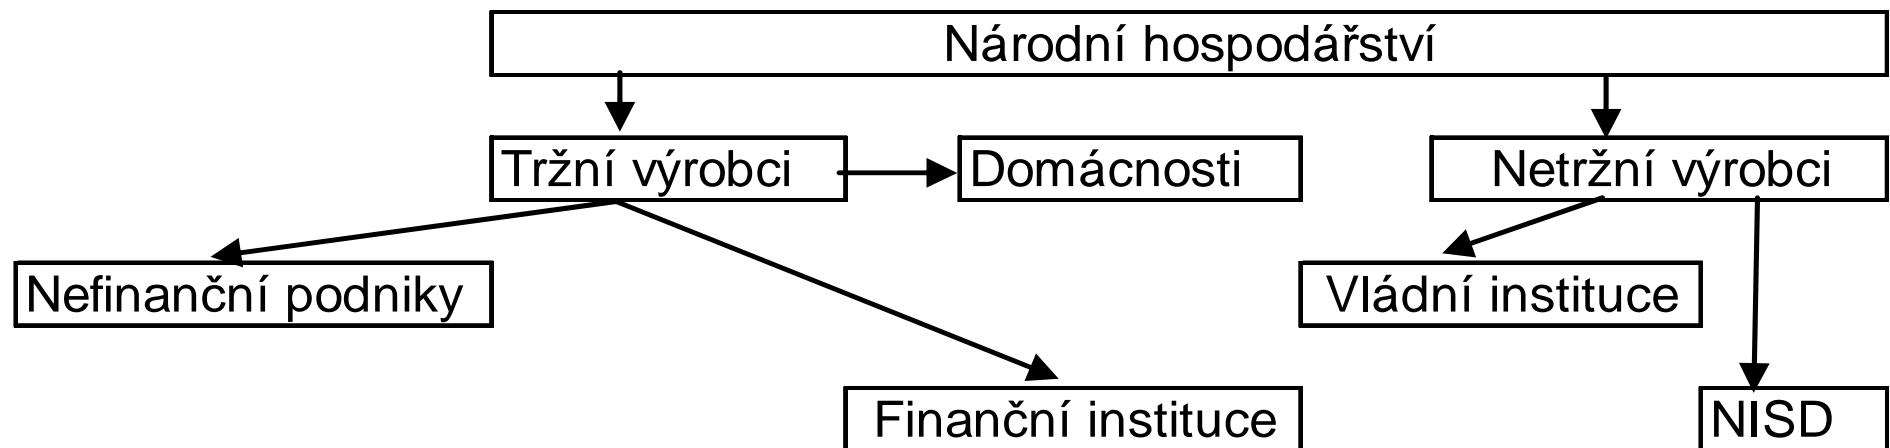 Národní hospodářství
Tržní výrobci
Domácnosti
Netržní výrobci
Nefinanční podniky
Vládní instituce
Finanční instituce
NISD